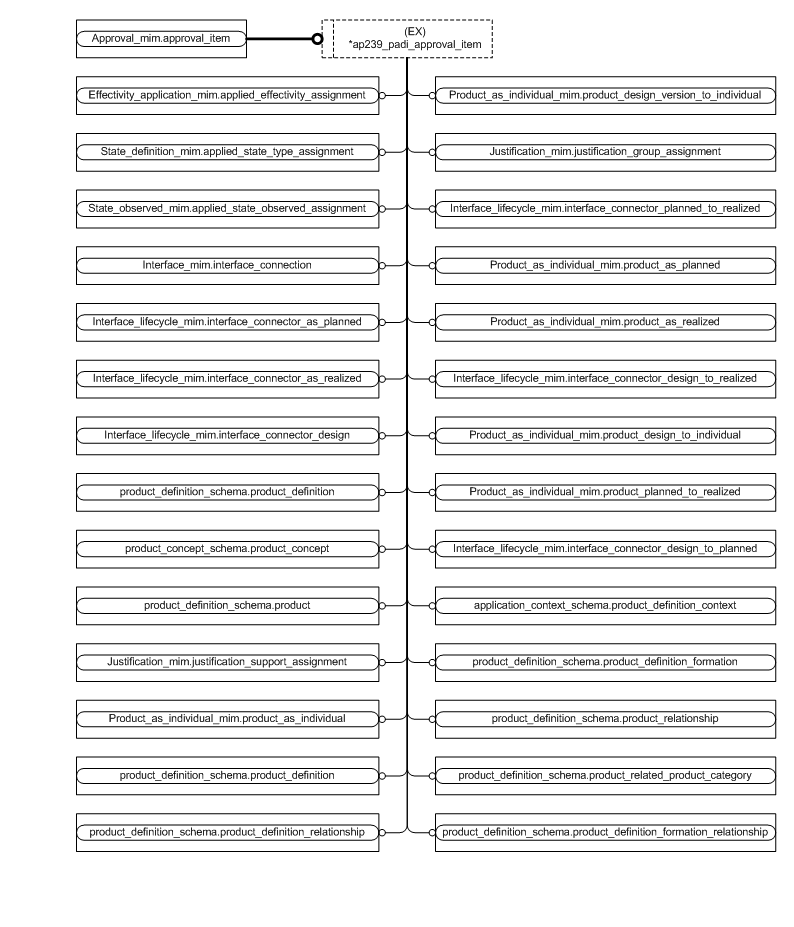 Approval_mim.approval_item
(EX)
*ap239_padi_approval_item
Effectivity_application_mim.applied_effectivity_assignment
Product_as_individual_mim.product_design_version_to_individual
State_definition_mim.applied_state_type_assignment
Justification_mim.justification_group_assignment
State_observed_mim.applied_state_observed_assignment
Interface_lifecycle_mim.interface_connector_planned_to_realized
Interface_mim.interface_connection
Product_as_individual_mim.product_as_planned
Interface_lifecycle_mim.interface_connector_as_planned
Product_as_individual_mim.product_as_realized
Interface_lifecycle_mim.interface_connector_as_realized
Interface_lifecycle_mim.interface_connector_design_to_realized
Interface_lifecycle_mim.interface_connector_design
Product_as_individual_mim.product_design_to_individual
product_definition_schema.product_definition
Product_as_individual_mim.product_planned_to_realized
product_concept_schema.product_concept
Interface_lifecycle_mim.interface_connector_design_to_planned
product_definition_schema.product
application_context_schema.product_definition_context
Justification_mim.justification_support_assignment
product_definition_schema.product_definition_formation
Product_as_individual_mim.product_as_individual
product_definition_schema.product_relationship
product_definition_schema.product_definition
product_definition_schema.product_related_product_category
product_definition_schema.product_definition_relationship
product_definition_schema.product_definition_formation_relationship